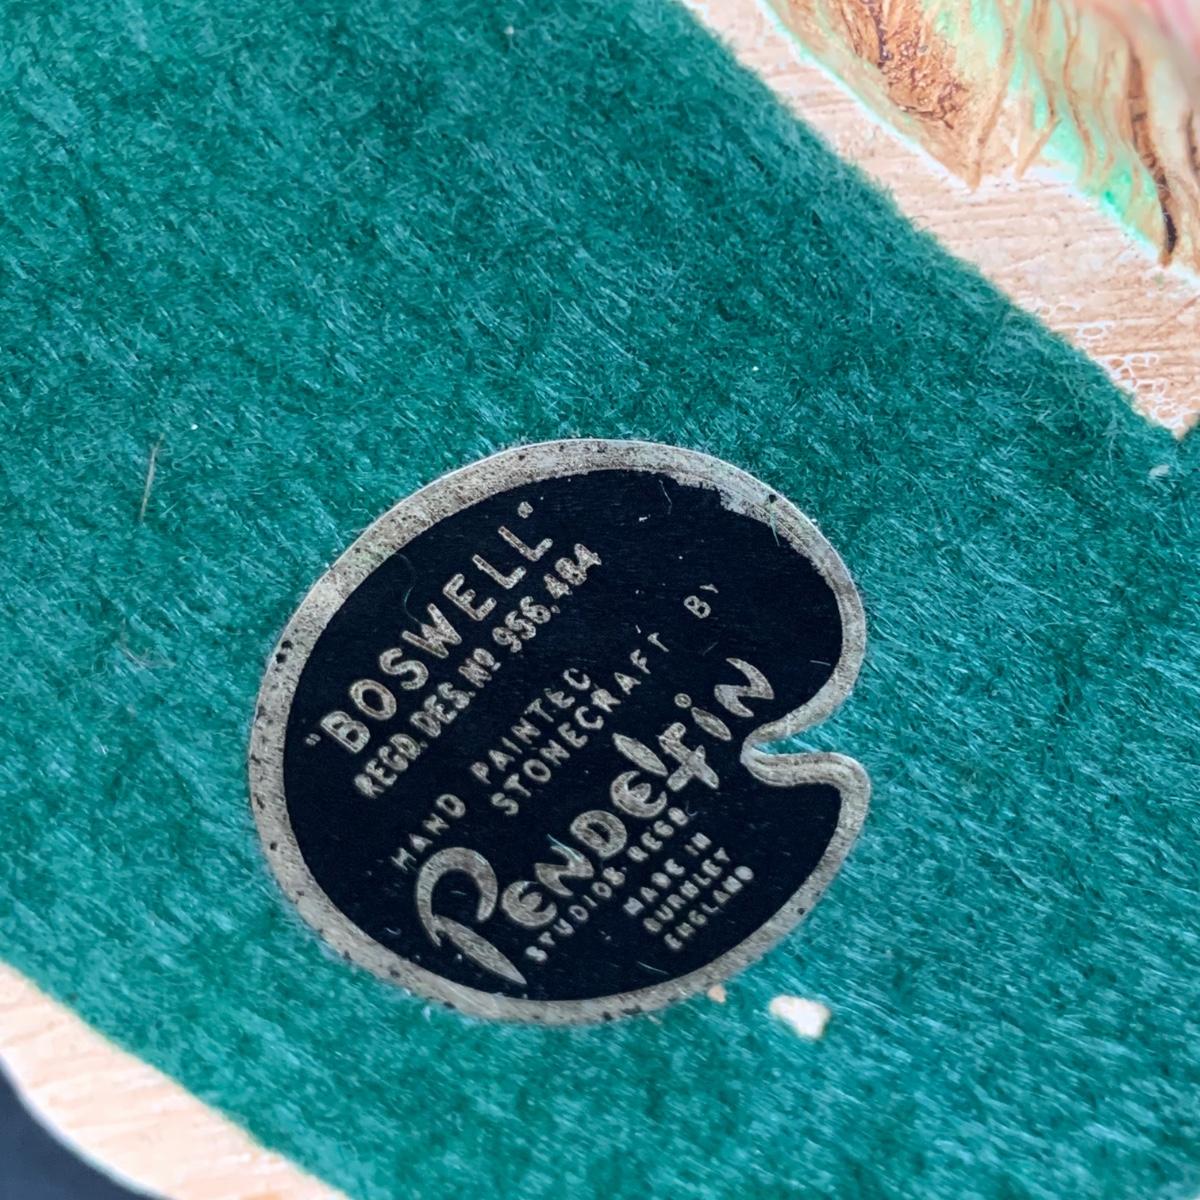 "BOSWELL"
REGD. DES. Nº 956,484
HAND PAINTED
STONECRAFT BY
PENDELFIN
STUDIOS. REGD.
MADE IN
BURNLEY
ENGLAND